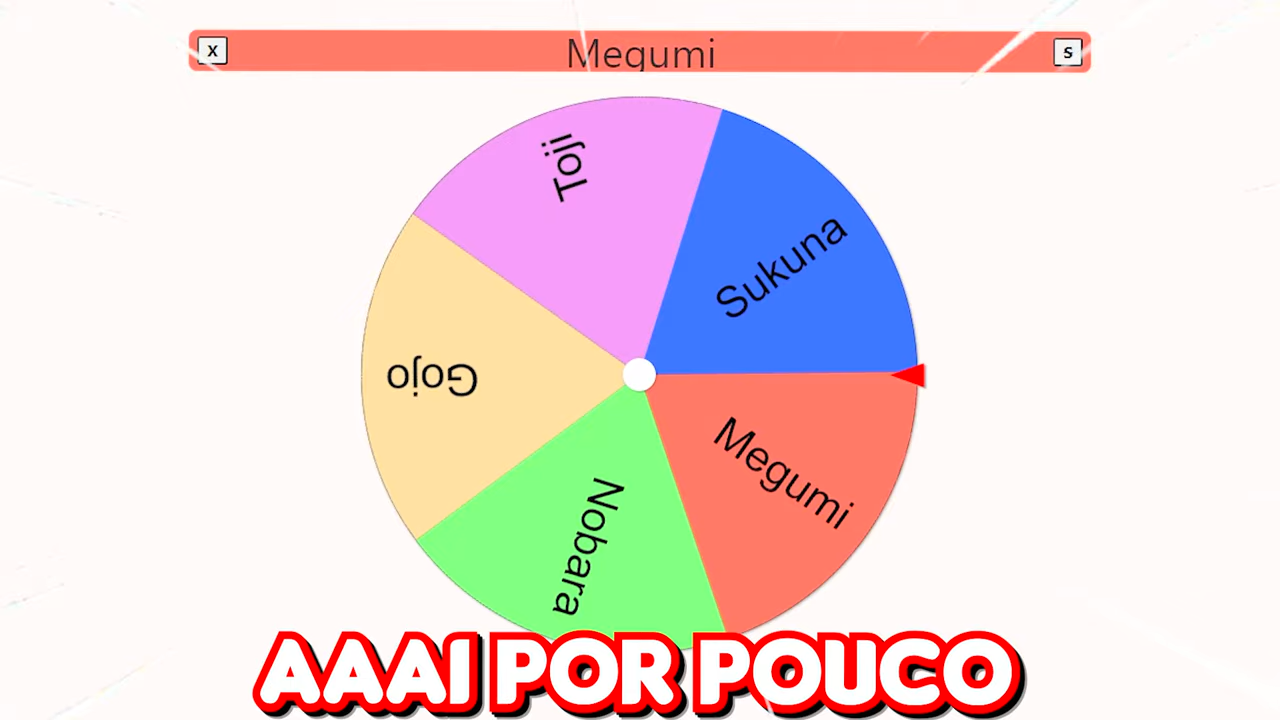 X
Megumi
S
Toji
Sukuna
Gojo
Megumi
Nobara
AAAI POR POUCO